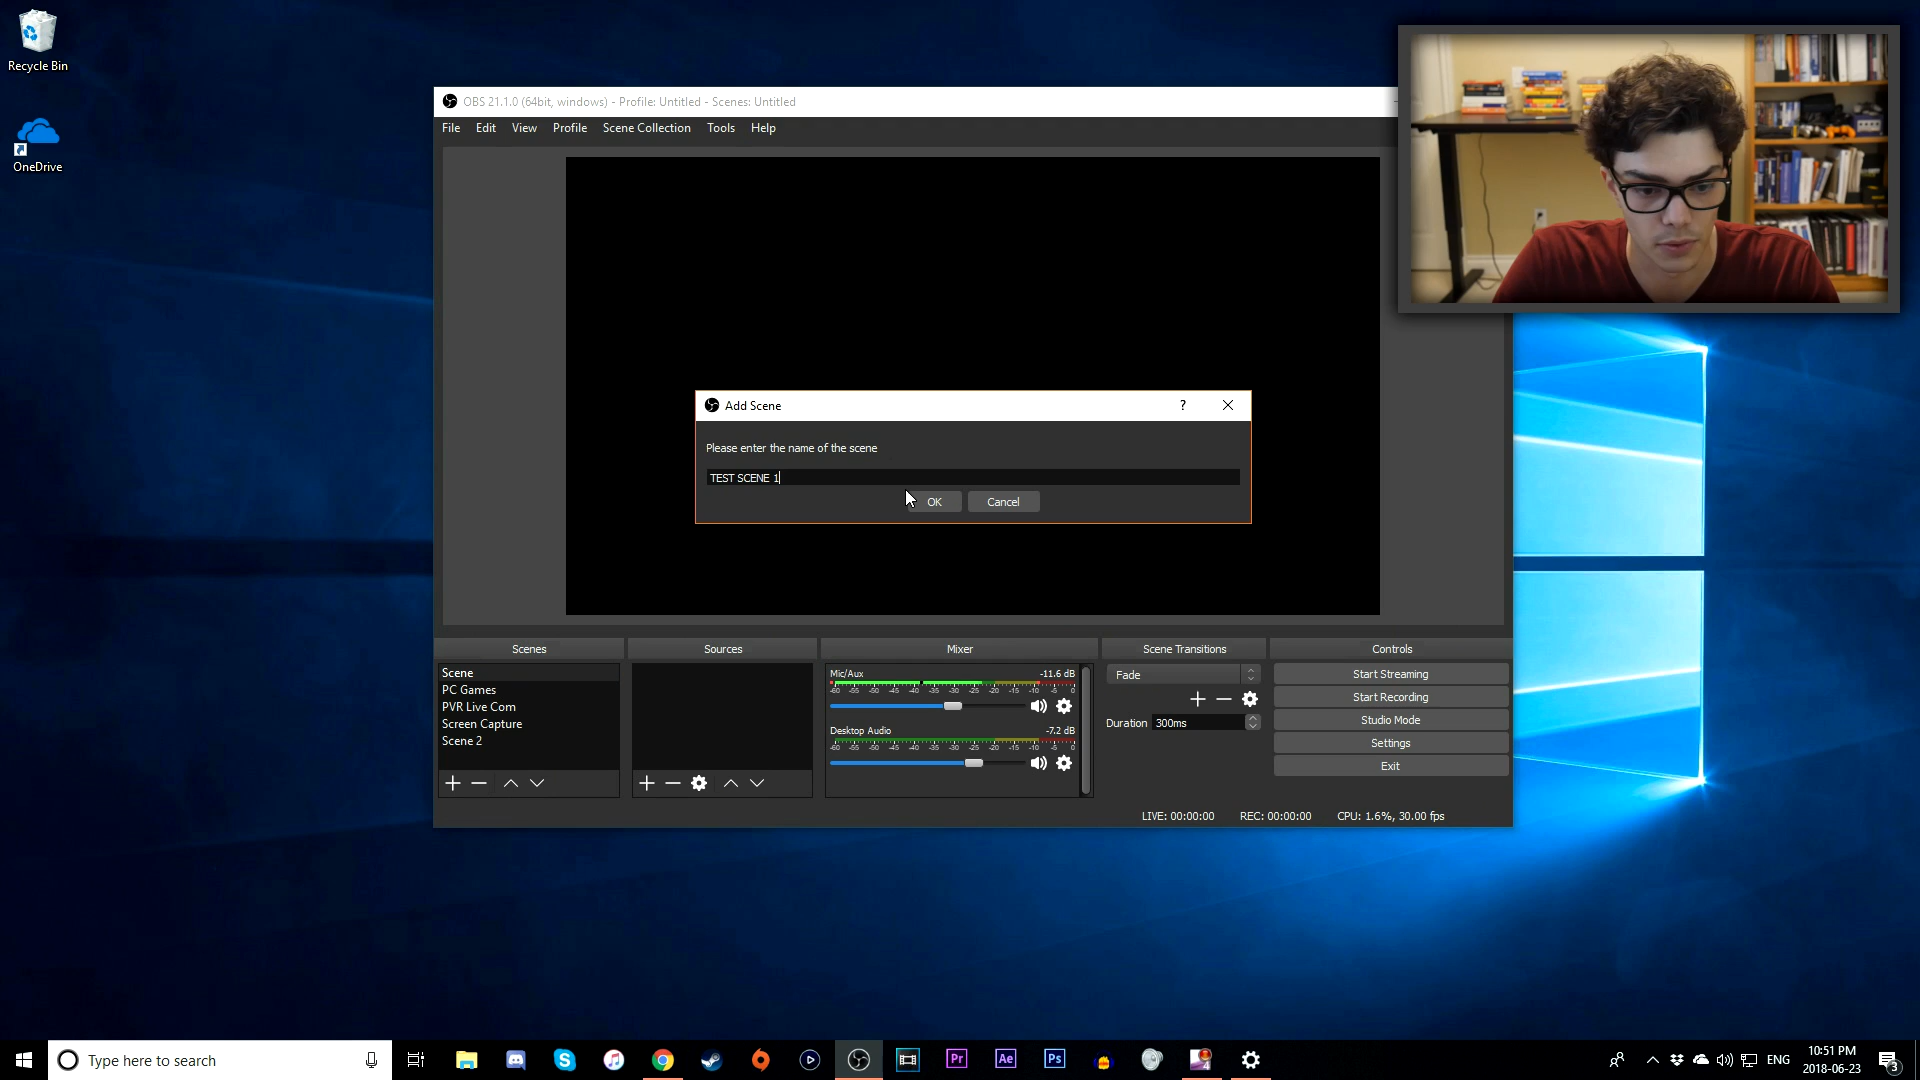 Recycle Bin
OneDrive
OBS 21.1.0 (64bit, windows) - Profile: Untitled - Scenes: Untitled
File Edit View Profile Scene Collection Tools Help
Add Scene ?
Please enter the name of the scene
TEST SCENE 1
OK Cancel
Scenes Sources Mixer Scene Transitions Controls
Scene
PC Games
PVR Live Com
Screen Capture
Scene 2
Mic/Aux -11.6 dB
-60 -55 -50 -45 -40 -35 -30 -25 -20 -15 -10 -5 0
Desktop Audio -7.2 dB
-60 -55 -50 -45 -40 -35 -30 -25 -20 -15 -10 -5 0
Fade
Duration 300ms
Start Streaming
Start Recording
Studio Mode
Settings
Exit
LIVE: 00:00:00 REC: 00:00:00 CPU: 1.6%, 30.00 fps
Type here to search
Pr Ae Ps
4
ENG
10:51 PM
2018-06-23
3